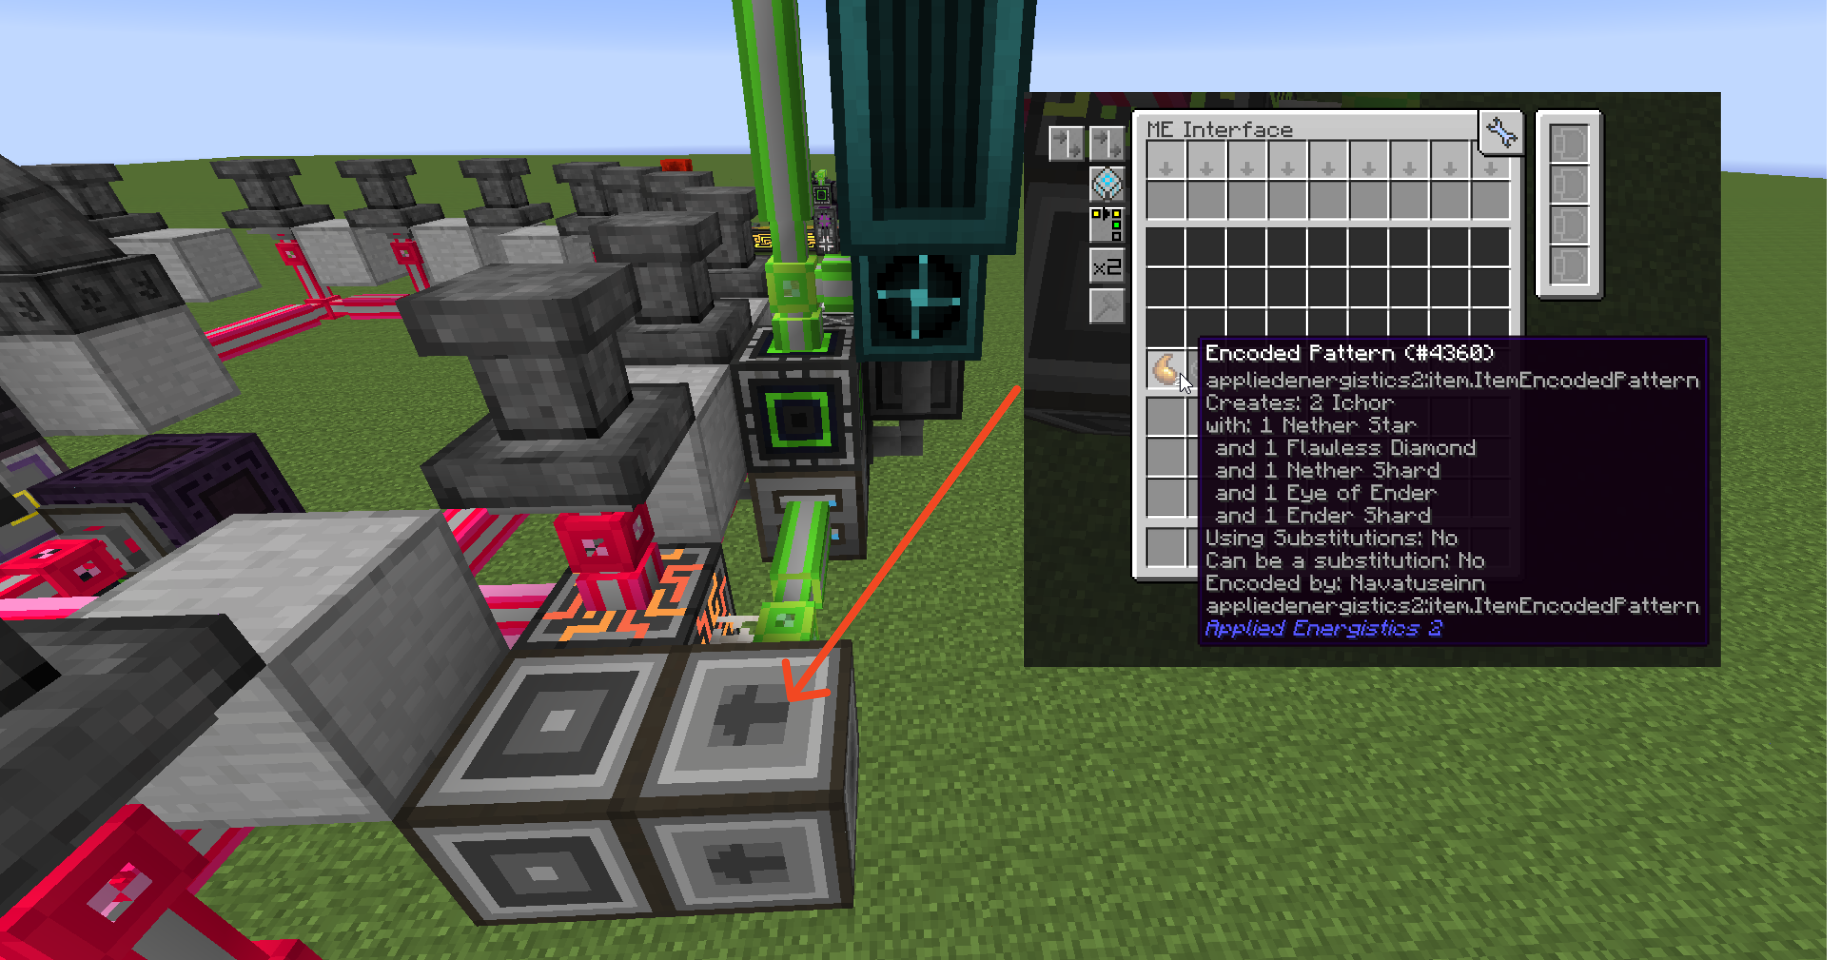 ME Interface
x2
Encoded Pattern (#4360)
appliedenergistics2:item.ItemEncodedPattern
Creates: 2 Ichor
with: 1 Nether Star
and 1 Flawless Diamond
and 1 Nether Shard
and 1 Eye of Ender
and 1 Ender Shard
Using Substitutions: No
Can be a substitution: No
Encoded by: Navatuseinn
appliedenergistics2:item.ItemEncodedPattern
Applied Energistics 2